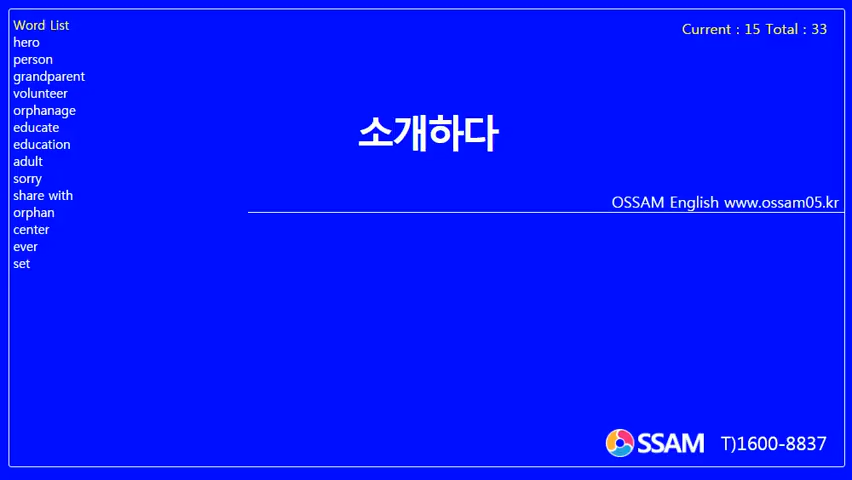 Word List
hero
person
grandparent
volunteer
orphanage
educate
education
adult
sorry
share with
orphan
center
ever
set
Current : 15 Total : 33
소개하다
OSSAM English www.ossam05.kr
OSSAM T)1600-8837